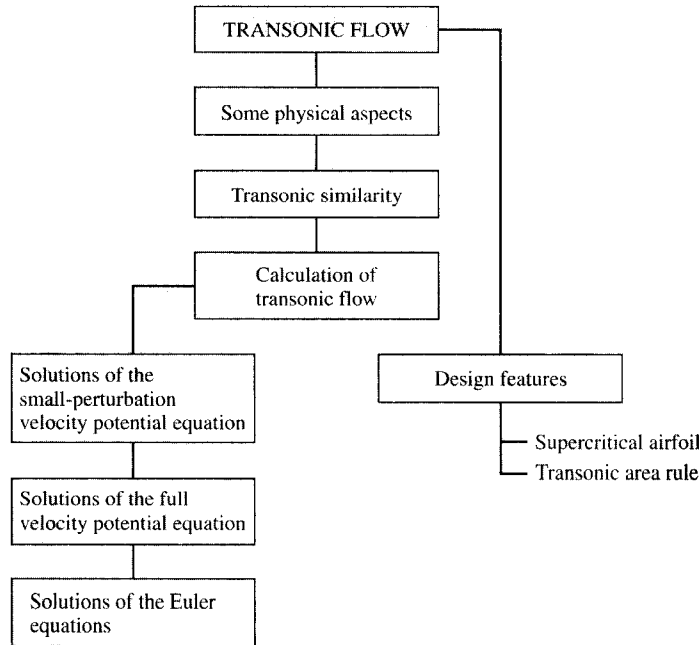 TRANSONIC FLOW
Some physical aspects
Transonic similarity
Calculation of
transonic flow
Solutions of the
small-perturbation
velocity potential equation
Solutions of the full
velocity potential equation
Solutions of the Euler
equations
Design features
Supercritical airfoil
Transonic area rule